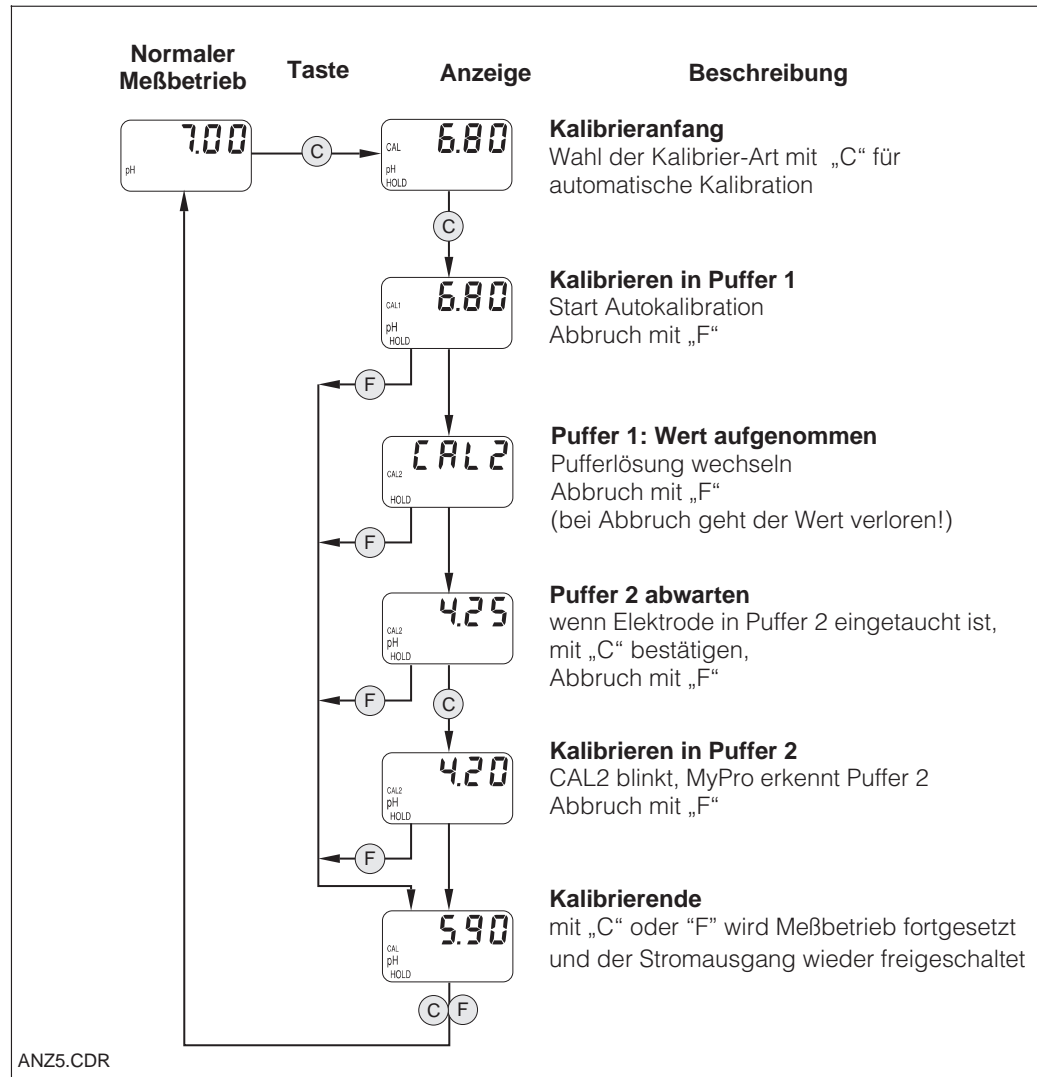 Normaler
Meßbetrieb
Taste
Anzeige
Beschreibung
7.00
pH
C
CAL
6.80
pH
HOLD
Kalibrieranfang
Wahl der Kalibrier-Art mit „C“ für
automatische Kalibration
C
CAL1
6.80
pH
HOLD
Kalibrieren in Puffer 1
Start Autokalibration
Abbruch mit „F“
F
CAL2
CAL2
HOLD
Puffer 1: Wert aufgenommen
Pufferlösung wechseln
Abbruch mit „F“
(bei Abbruch geht der Wert verloren!)
F
4.25
CAL2
pH
HOLD
Puffer 2 abwarten
wenn Elektrode in Puffer 2 eingetaucht ist,
mit „C“ bestätigen,
Abbruch mit „F“
F
C
4.20
CAL2
pH
HOLD
Kalibrieren in Puffer 2
CAL2 blinkt, MyPro erkennt Puffer 2
Abbruch mit „F“
F
5.90
CAL
pH
HOLD
Kalibrierende
mit „C“ oder “F” wird Meßbetrieb fortgesetzt
und der Stromausgang wieder freigeschaltet
C F
ANZ5.CDR